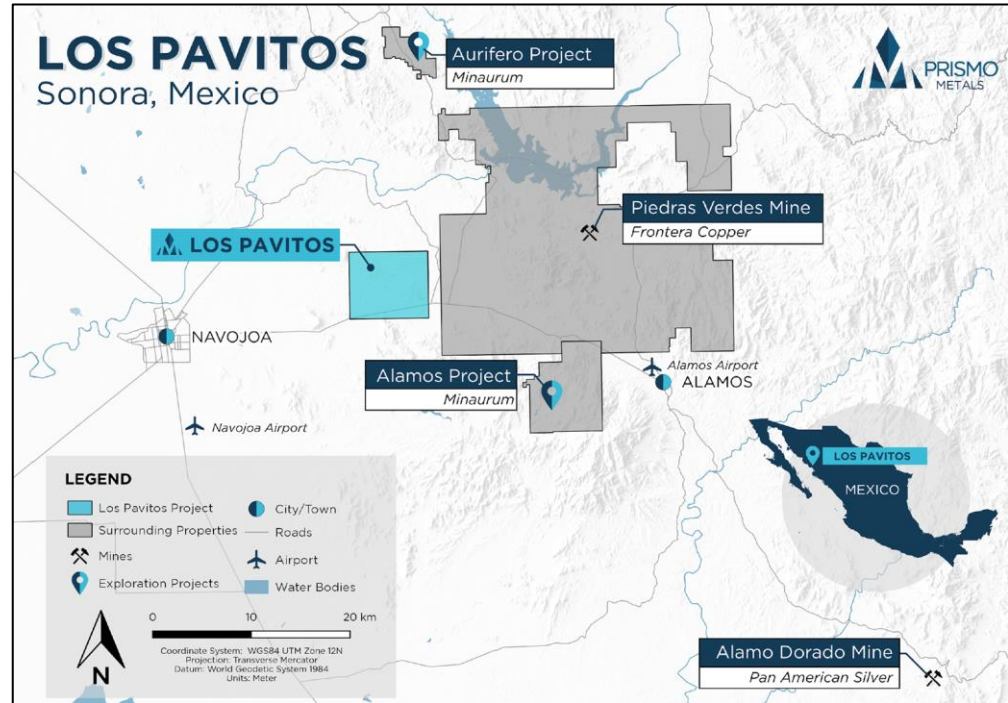 LOS PAVITOS
Sonora, Mexico
Aurifero Project
Minaurum
PRISMO
METALS
Piedras Verdes Mine
Frontera Copper
LOS PAVITOS
NAVOJOA
Alamos Project
Minaurum
Alamos Airport
ALAMOS
Navojoa Airport
LOS PAVITOS
MEXICO
LEGEND
Los Pavitos Project
City/Town
Surrounding Properties
Roads
Mines
Airport
Exploration Projects
Water Bodies
0 10 20 km
Coordinate System: WGS84 UTM Zone 12N
Projection: Transverse Mercator
Datum: World Geodetic System 1984
Units: Meter
N
Alamo Dorado Mine
Pan American Silver